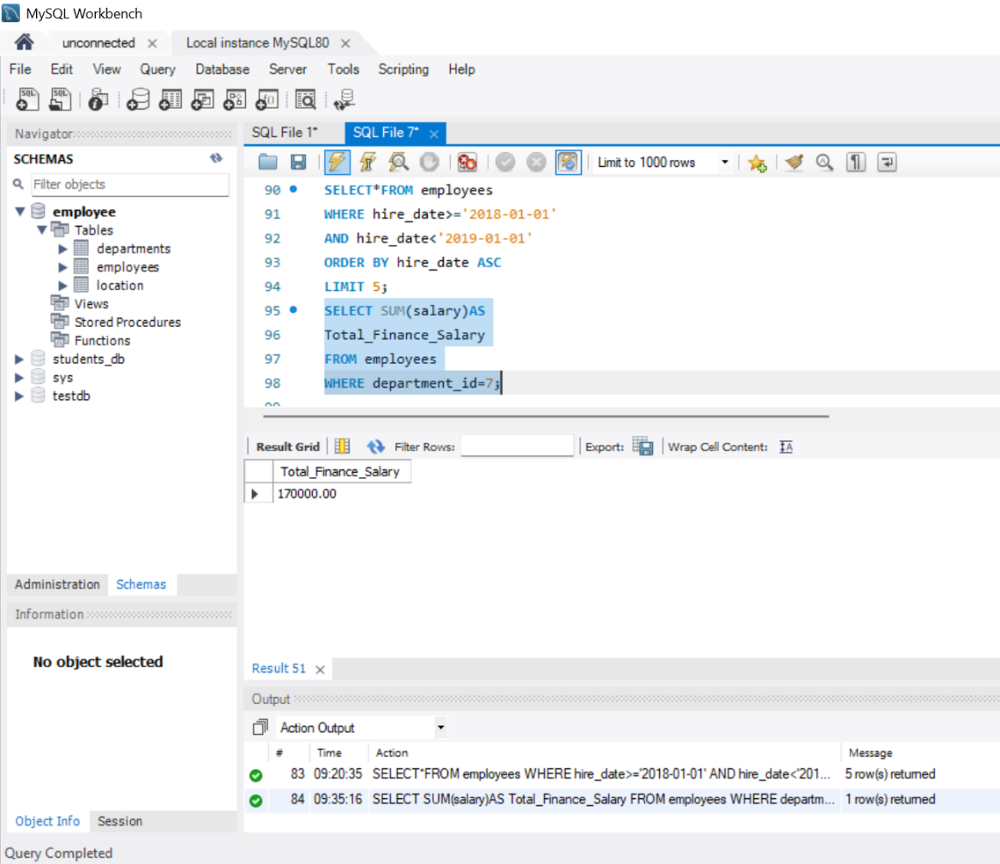 MySQL Workbench
unconnected Local instance MySQL80
File Edit View Query Database Server Tools Scripting Help
Navigator
SQL File 1* SQL File 7*
SCHEMAS
Limit to 1000 rows
Filter objects
employee
Tables
departments
employees
location
Views
Stored Procedures
Functions
students_db
sys
testdb
90 SELECT*FROM employees
91 WHERE hire_date>='2018-01-01'
92 AND hire_date<'2019-01-01'
93 ORDER BY hire_date ASC
94 LIMIT 5;
95 SELECT SUM(salary)AS
96 Total_Finance_Salary
97 FROM employees
98 WHERE department_id=7;
Result Grid Filter Rows: Export: Wrap Cell Content:
Total_Finance_Salary
170000.00
Administration Schemas
Information
No object selected
Result 51
Output
Action Output
# Time Action Message
83 09:20:35 SELECT*FROM employees WHERE hire_date>='2018-01-01' AND hire_date<'201... 5 row(s) returned
84 09:35:16 SELECT SUM(salary)AS Total_Finance_Salary FROM employees WHERE departm... 1 row(s) returned
Object Info Session
Query Completed